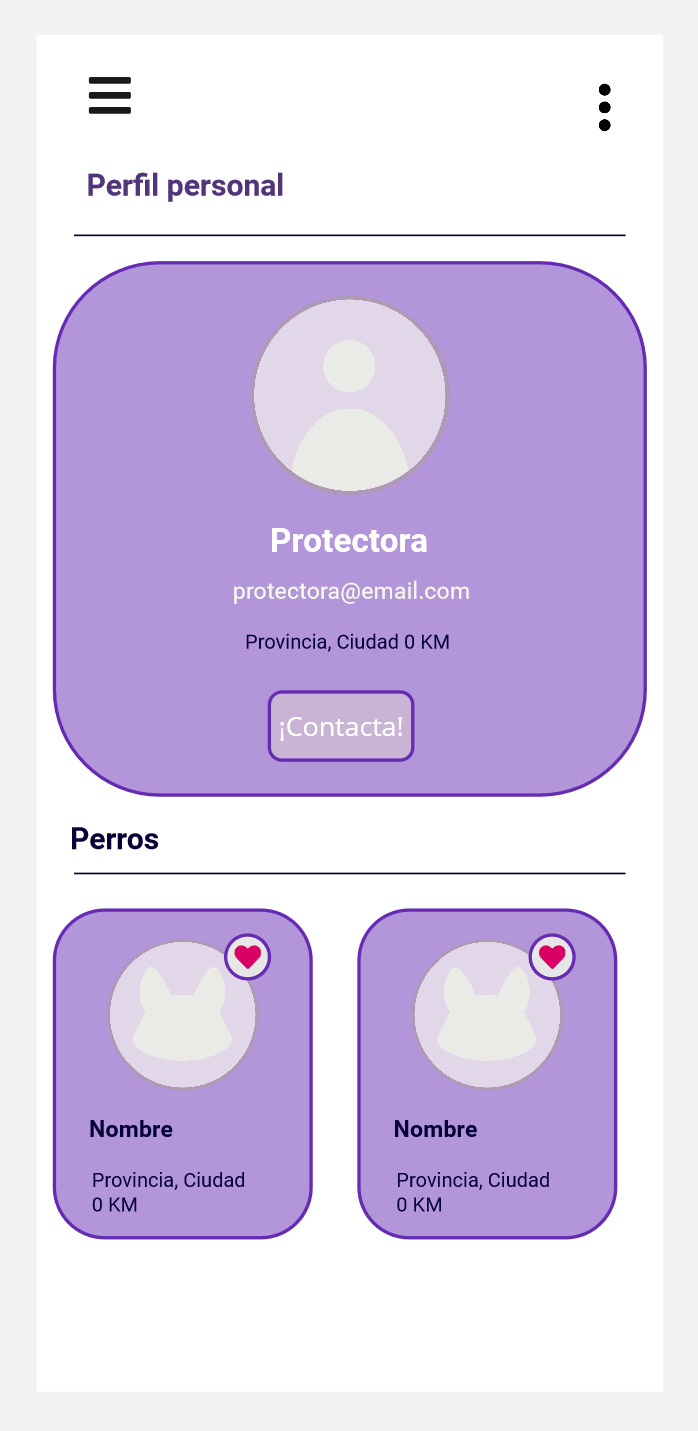 Perfil personal
Protectora
protectora@email.com
Provincia, Ciudad 0 KM
¡Contacta!
Perros
Nombre
Provincia, Ciudad
0 KM
Nombre
Provincia, Ciudad
0 KM